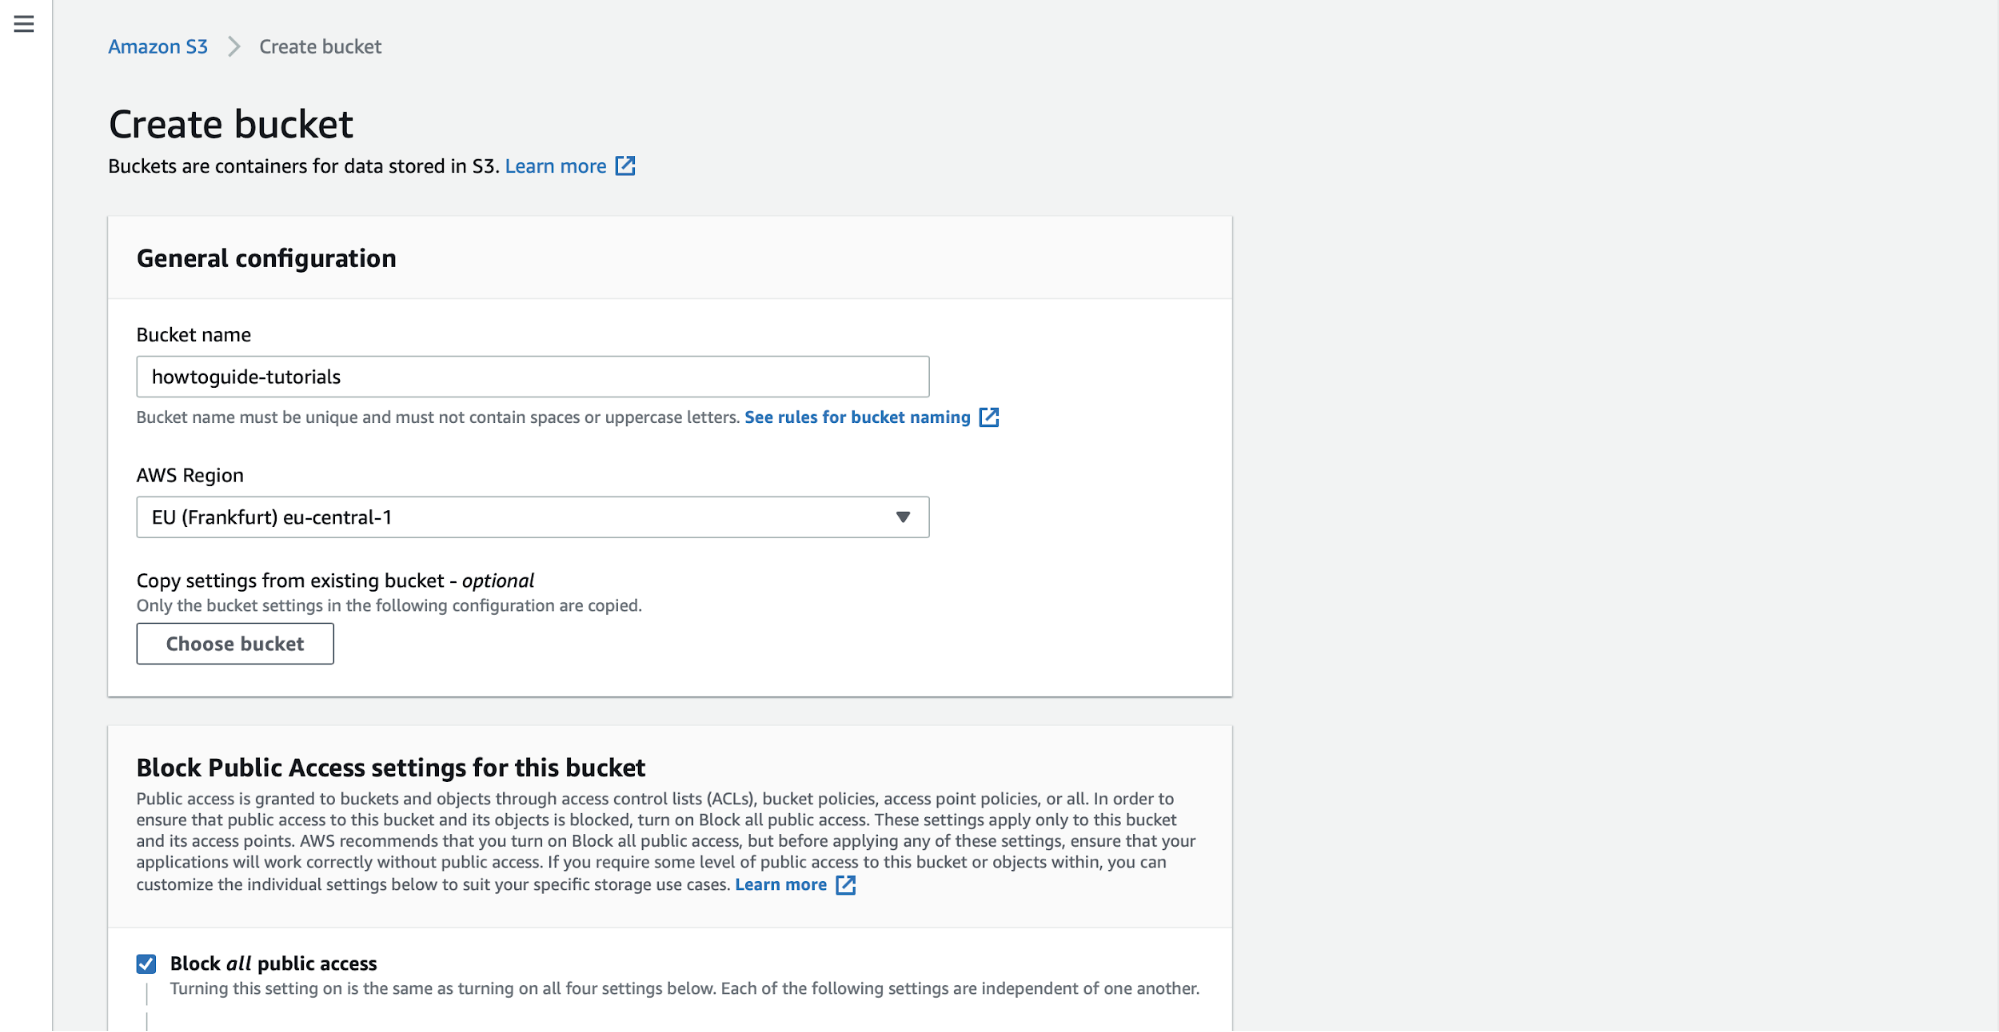 Amazon S3 Create bucket
Create bucket
Buckets are containers for data stored in S3. Learn more
General configuration
Bucket name
howtoguide-tutorials
Bucket name must be unique and must not contain spaces or uppercase letters. See rules for bucket naming
AWS Region
EU (Frankfurt) eu-central-1
Copy settings from existing bucket - optional
Only the bucket settings in the following configuration are copied.
Choose bucket
Block Public Access settings for this bucket
Public access is granted to buckets and objects through access control lists (ACLs), bucket policies, access point policies, or all. In order to
ensure that public access to this bucket and its objects is blocked, turn on Block all public access. These settings apply only to this bucket
and its access points. AWS recommends that you turn on Block all public access, but before applying any of these settings, ensure that your
applications will work correctly without public access. If you require some level of public access to this bucket or objects within, you can
customize the individual settings below to suit your specific storage use cases. Learn more
Block all public access
Turning this setting on is the same as turning on all four settings below. Each of the following settings are independent of one another.